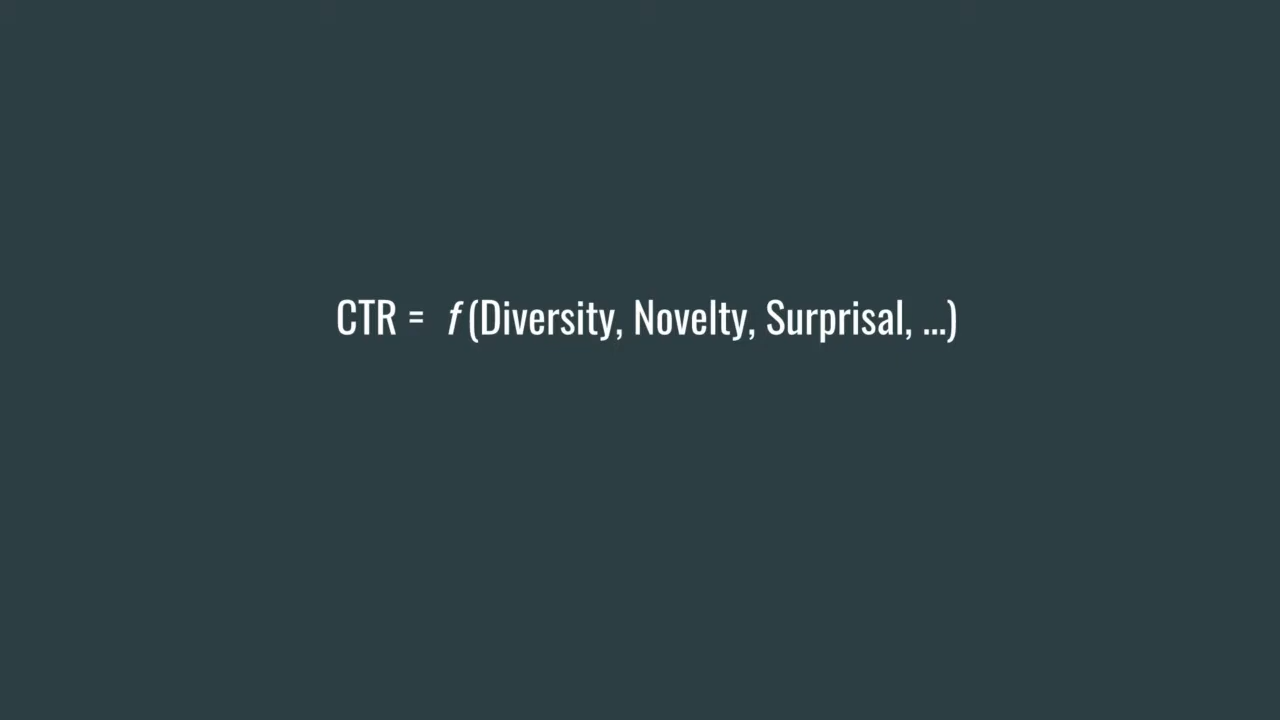 CTR = f (Diversity, Novelty, Surprisal, ...)